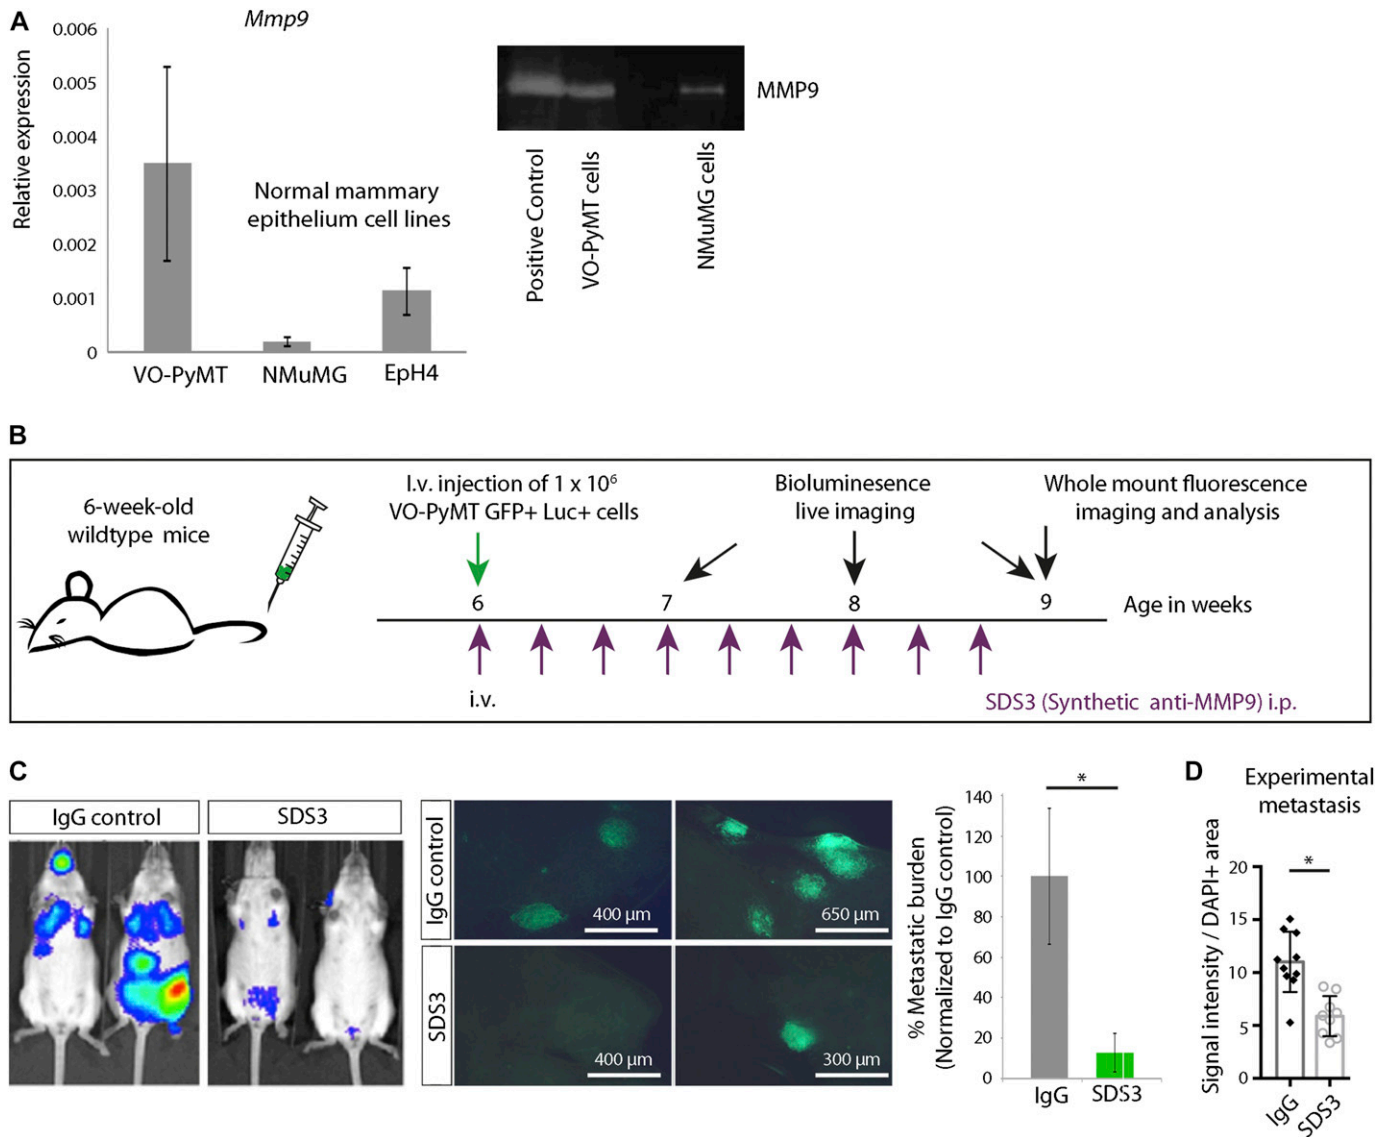 A
Mmp9
0.006
0.005
0.004
0.003
0.002
0.001
0
Relative expression
Normal mammary
epithelium cell lines
VO-PyMT
NMuMG
EpH4
MMP9
Positive Control
VO-PyMT cells
NMuMG cells
B
6-week-old
wildtype mice
I.v. injection of 1 x 10⁶
VO-PyMT GFP+ Luc+ cells
Bioluminesence
live imaging
Whole mount fluorescence
imaging and analysis
6
7
8
9
Age in weeks
i.v.
SDS3 (Synthetic anti-MMP9) i.p.
C
IgG control
SDS3
IgG control
400 µm
650 µm
SDS3
400 µm
300 µm
% Metastatic burden
(Normalized to IgG control)
140
120
100
80
60
40
20
0
*
IgG
SDS3
D
Experimental
metastasis
Signal intensity / DAPI+ area
20
15
10
5
0
*
IgG
SDS3